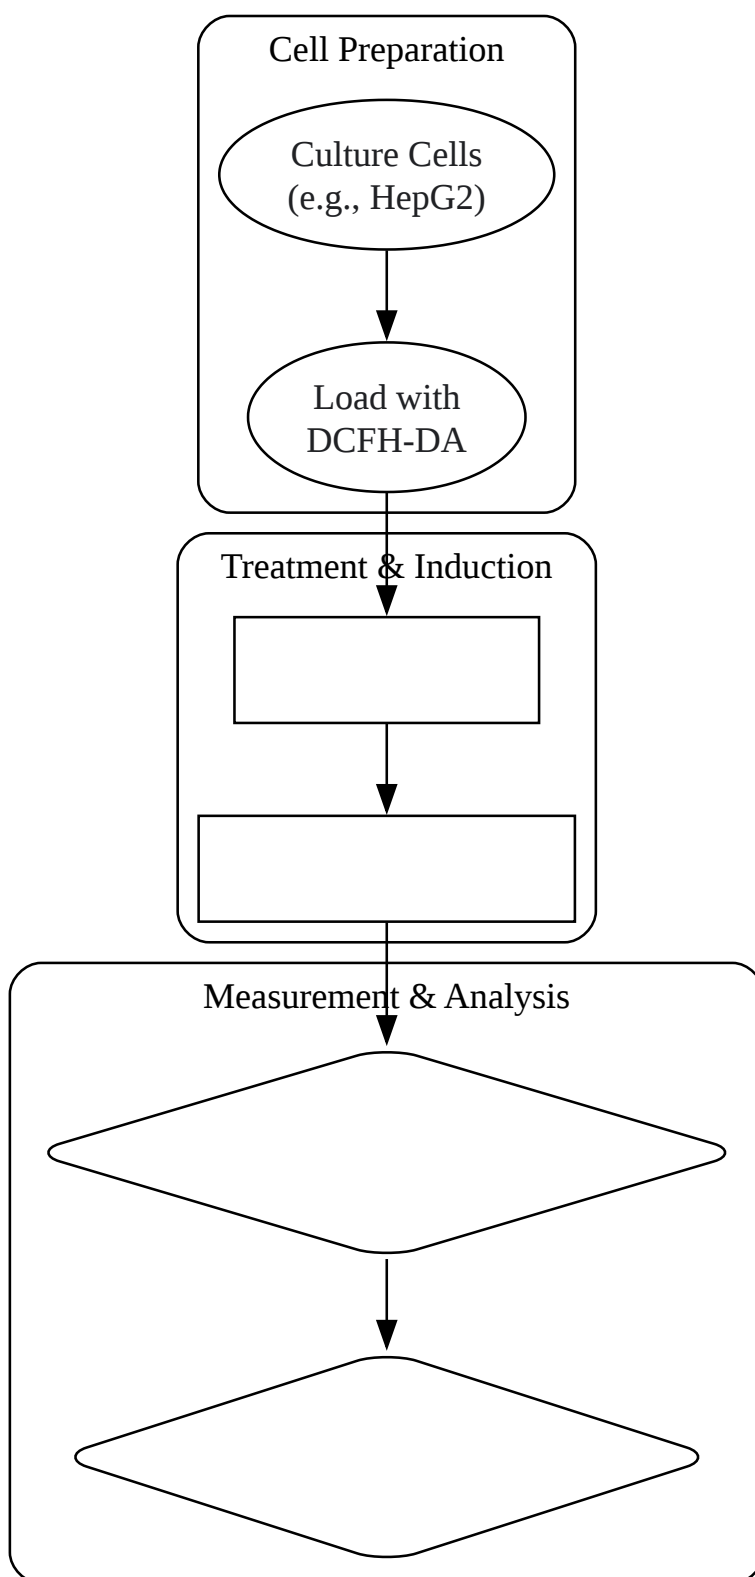 Cell Preparation
Culture Cells
(e.g., HepG2)
Load with
DCFH-DA
Treatment & Induction
Measurement & Analysis